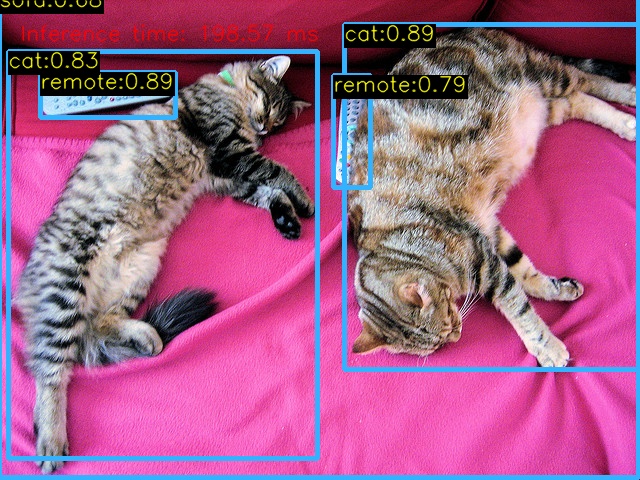 sofa:0.68
Inference time: 198.57 ms
cat:0.89
cat:0.83
remote:0.89
remote:0.79